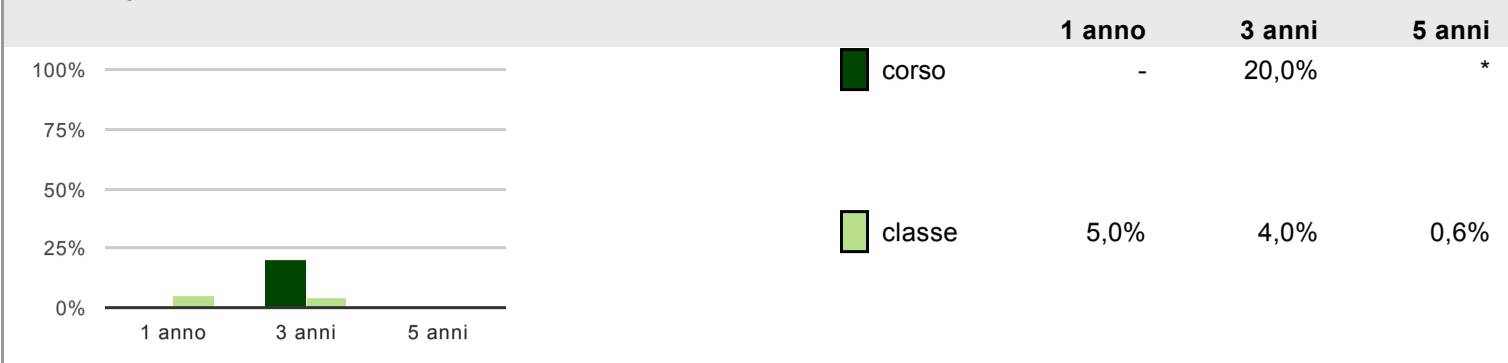 1 anno 3 anni 5 anni
100%
75%
50%
25%
0%
1 anno 3 anni 5 anni
corso - 20,0% *
classe 5,0% 4,0% 0,6%